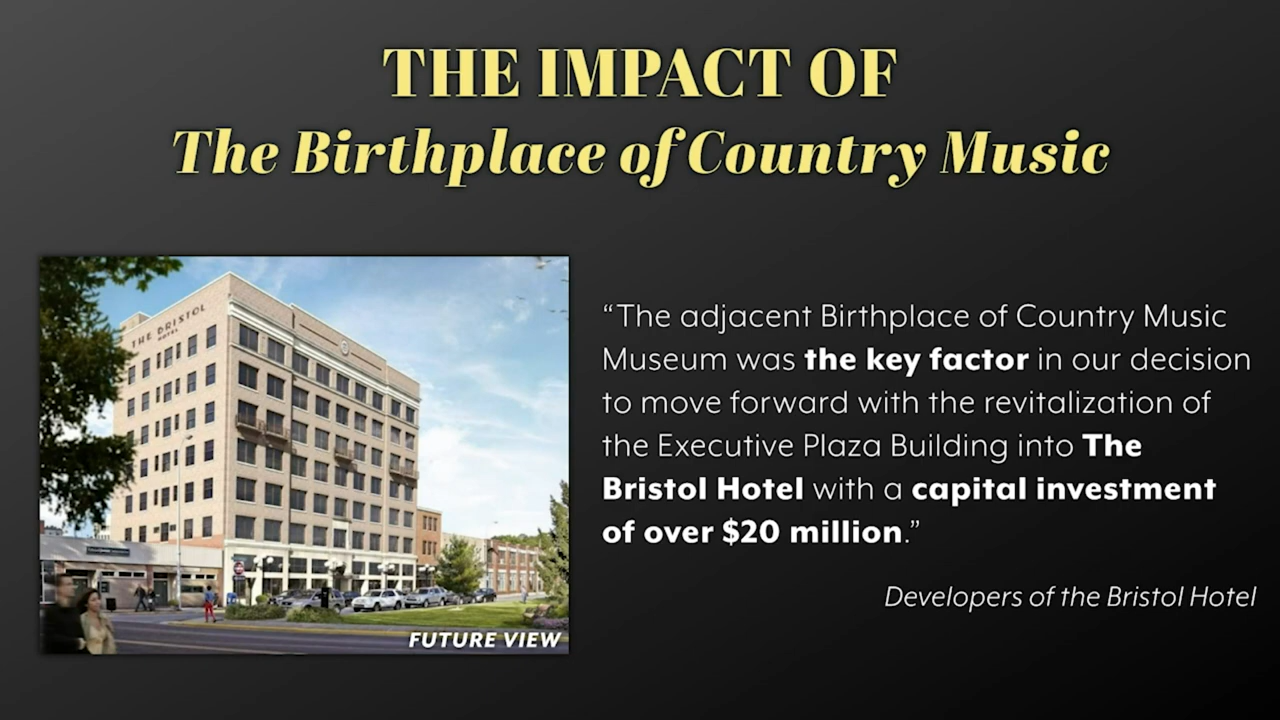 THE IMPACT OF
The Birthplace of Country Music
THE BRISTOL
HOTEL
FUTURE VIEW
“The adjacent Birthplace of Country Music
Museum was the key factor in our decision
to move forward with the revitalization of
the Executive Plaza Building into The
Bristol Hotel with a capital investment
of over $20 million.”
Developers of the Bristol Hotel